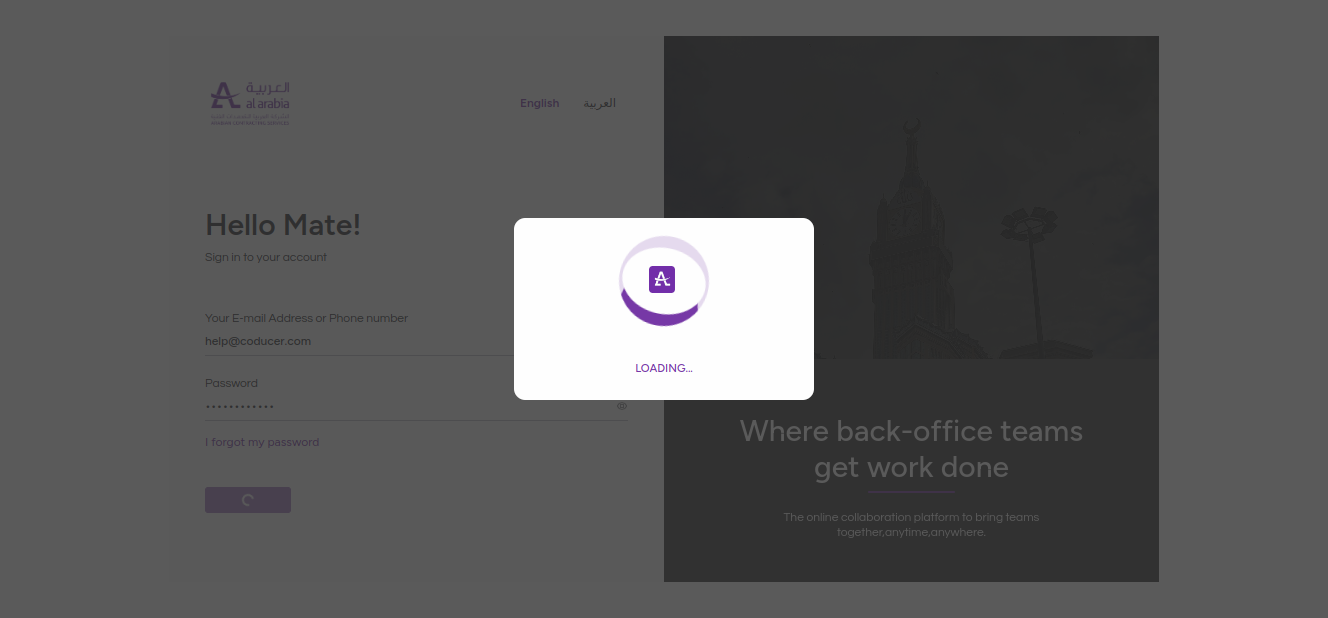 العربية
al arabia
English
العربية
Hello Mate!
Sign in to your account
Your E-mail Address or Phone number
help@coducer.com
Password
••••••••••••
I forgot my password
LOADING...
Where back-office teams
get work done
The online collaboration platform to bring teams
together,anytime,anywhere.